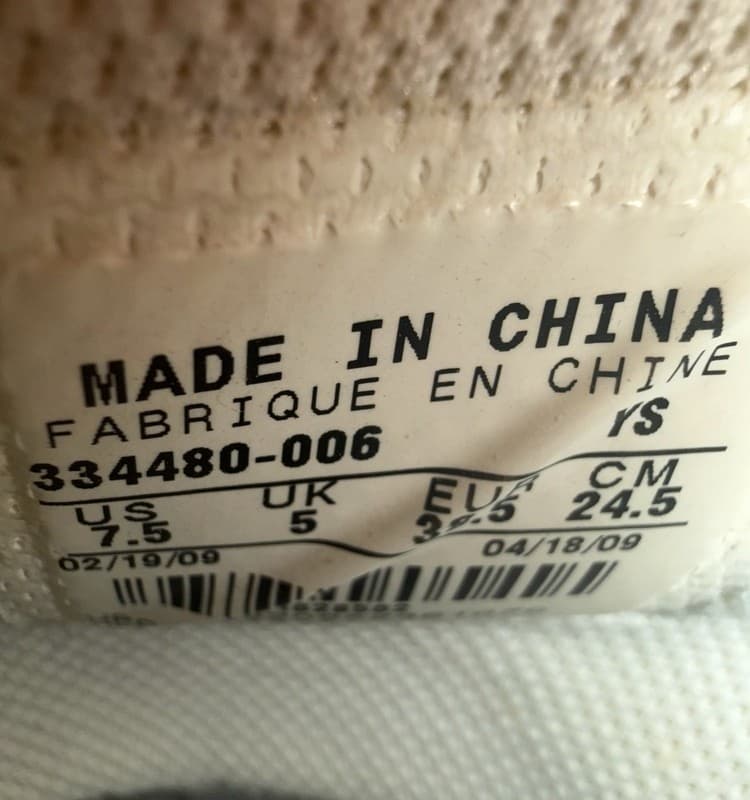 MADE IN CHINA
FABRIQUE EN CHINE
334480-006 YS
US UK EUR CM
7.5 5 24.5
02/19/09 04/18/09